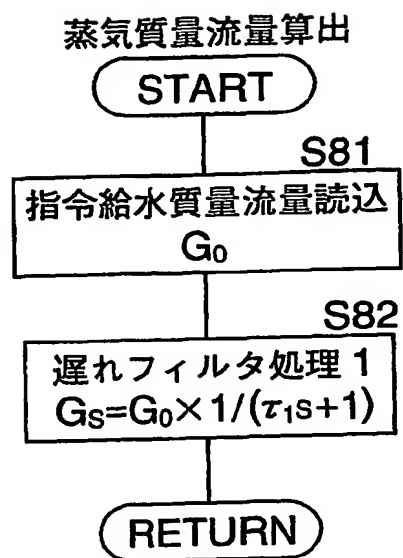 蒸気質量流量算出
START
S81
指令給水質量流量読込
G₀
S82
遅れフィルタ処理 1
Gₛ=G₀×1/(τ₁s+1)
RETURN